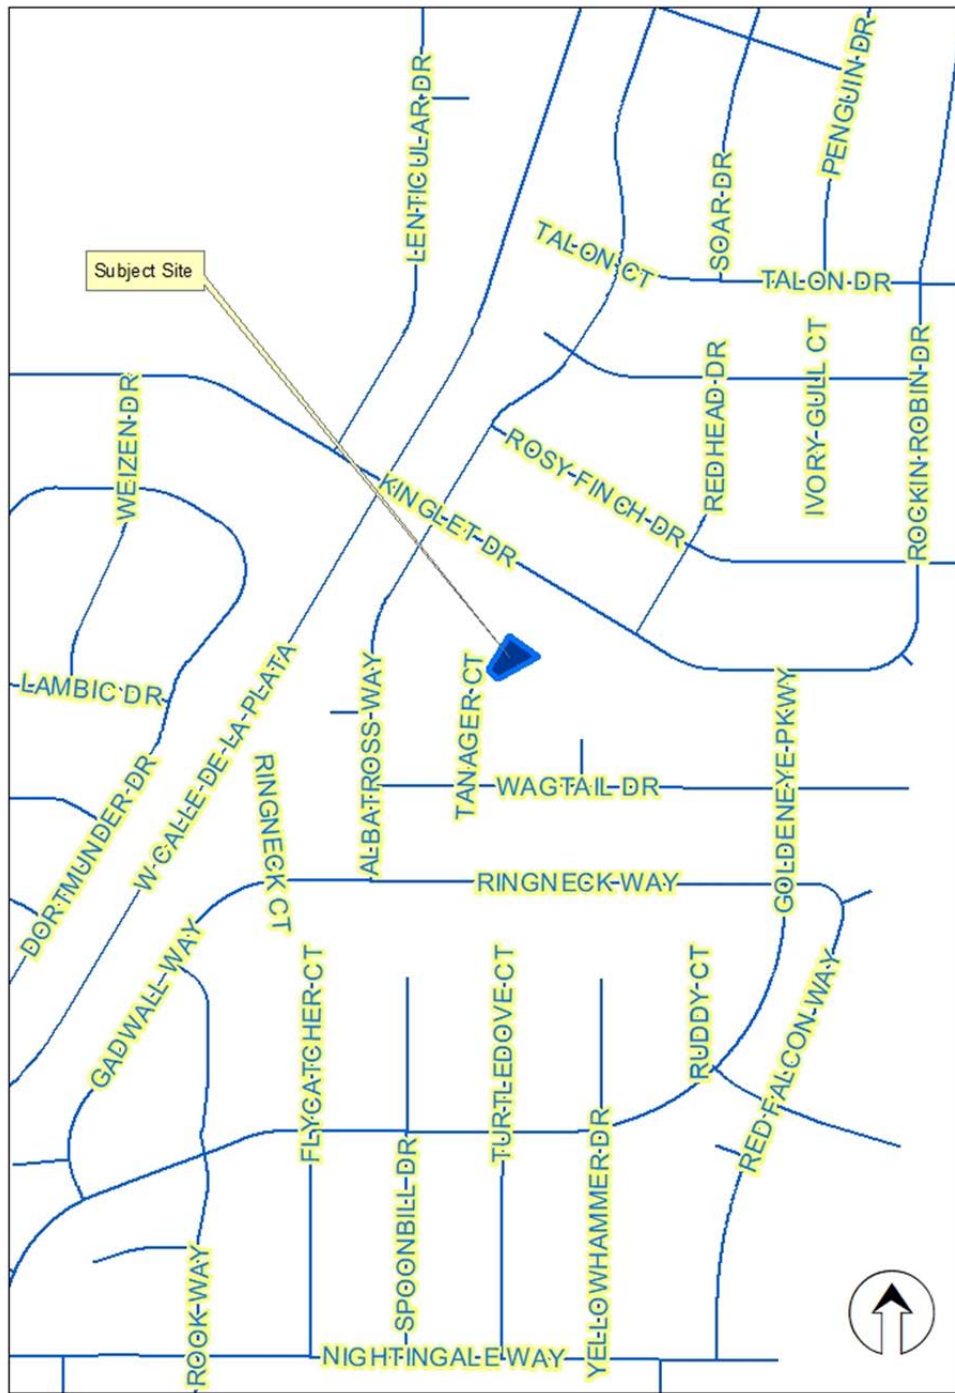 LENTICULAR DR
PENGUIN DR
SOAR DR
TALON CT
TALON DR
Subject Site
WEIZEN DR
REDHEAD DR
IVORY GULL CT
ROCKIN ROBIN DR
ROSY FINCH DR
KINGLET DR
LAMBIC DR
W CALLE DE LA PLATA
ALBATROSS WAY
TANAGER CT
WAGTAIL DR
GOLDENEYE PKWY
DORTMUNDER DR
RINGNECK CT
RINGNECK WAY
GADWALL WAY
FLYCATCHER CT
TURTLEDOVE CT
RUDDY CT
RED FALCON WAY
SPOONBILL DR
YELLOWHAMMER DR
ROOK WAY
NIGHTINGALE WAY